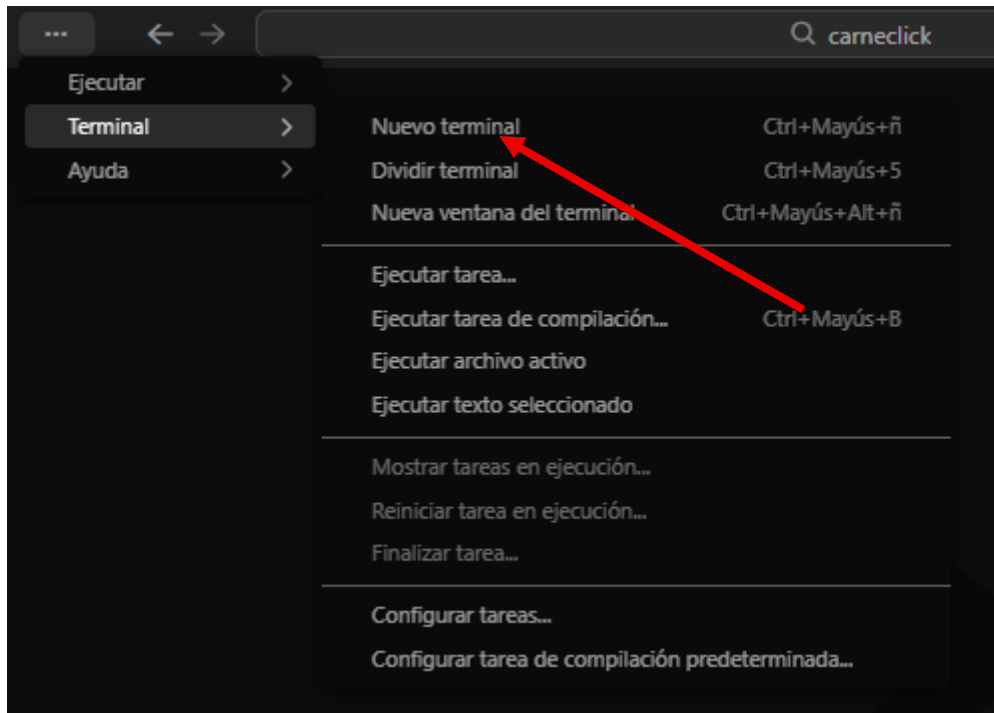 ...
carneclick
Ejecutar
Terminal
Ayuda
Nuevo terminal Ctrl+Mayús+ñ
Dividir terminal Ctrl+Mayús+5
Nueva ventana del terminal Ctrl+Mayús+Alt+ñ
Ejecutar tarea...
Ejecutar tarea de compilación... Ctrl+Mayús+B
Ejecutar archivo activo
Ejecutar texto seleccionado
Mostrar tareas en ejecución...
Reiniciar tarea en ejecución...
Finalizar tarea...
Configurar tareas...
Configurar tarea de compilación predeterminada...